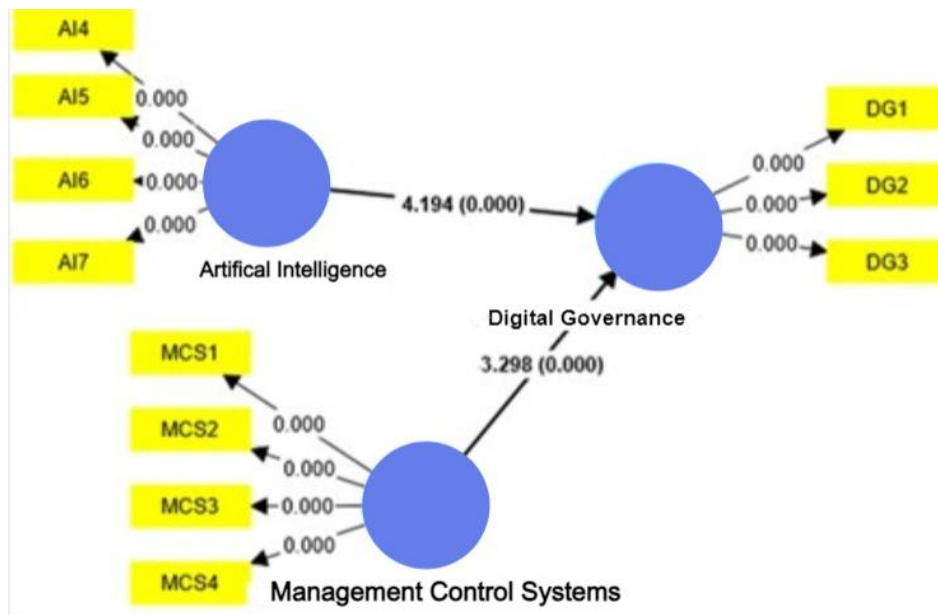 AI4
0.000
AI5
0.000
AI6
0.000
AI7
0.000
Artifical Intelligence
4.194 (0.000)
DG1
0.000
DG2
0.000
DG3
0.000
Digital Governance
3.298 (0.000)
MCS1
0.000
MCS2
0.000
MCS3
0.000
MCS4
0.000
Management Control Systems